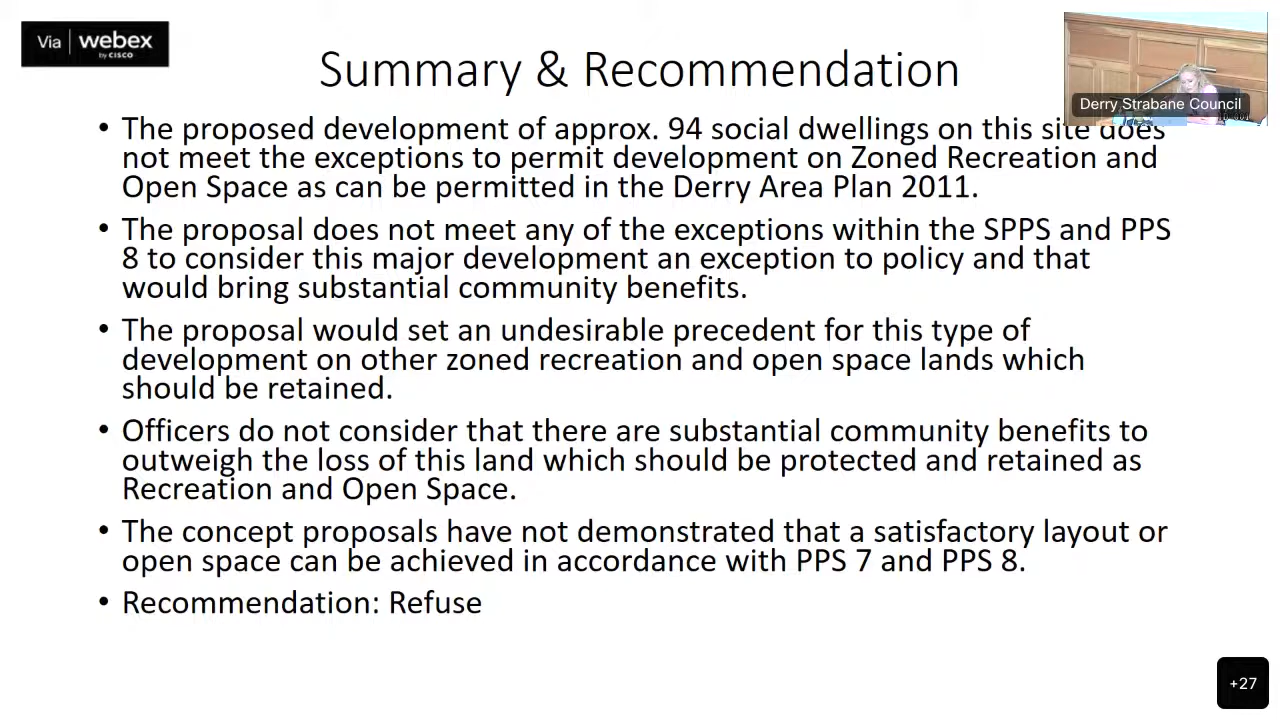 Via webex
by CISCO
Summary & Recommendation
Derry Strabane Council
• The proposed development of approx. 94 social dwellings on this site does
not meet the exceptions to permit development on Zoned Recreation and
Open Space as can be permitted in the Derry Area Plan 2011.
• The proposal does not meet any of the exceptions within the SPPS and PPS
8 to consider this major development an exception to policy and that
would bring substantial community benefits.
• The proposal would set an undesirable precedent for this type of
development on other zoned recreation and open space lands which
should be retained.
• Officers do not consider that there are substantial community benefits to
outweigh the loss of this land which should be protected and retained as
Recreation and Open Space.
• The concept proposals have not demonstrated that a satisfactory layout or
open space can be achieved in accordance with PPS 7 and PPS 8.
• Recommendation: Refuse
+27